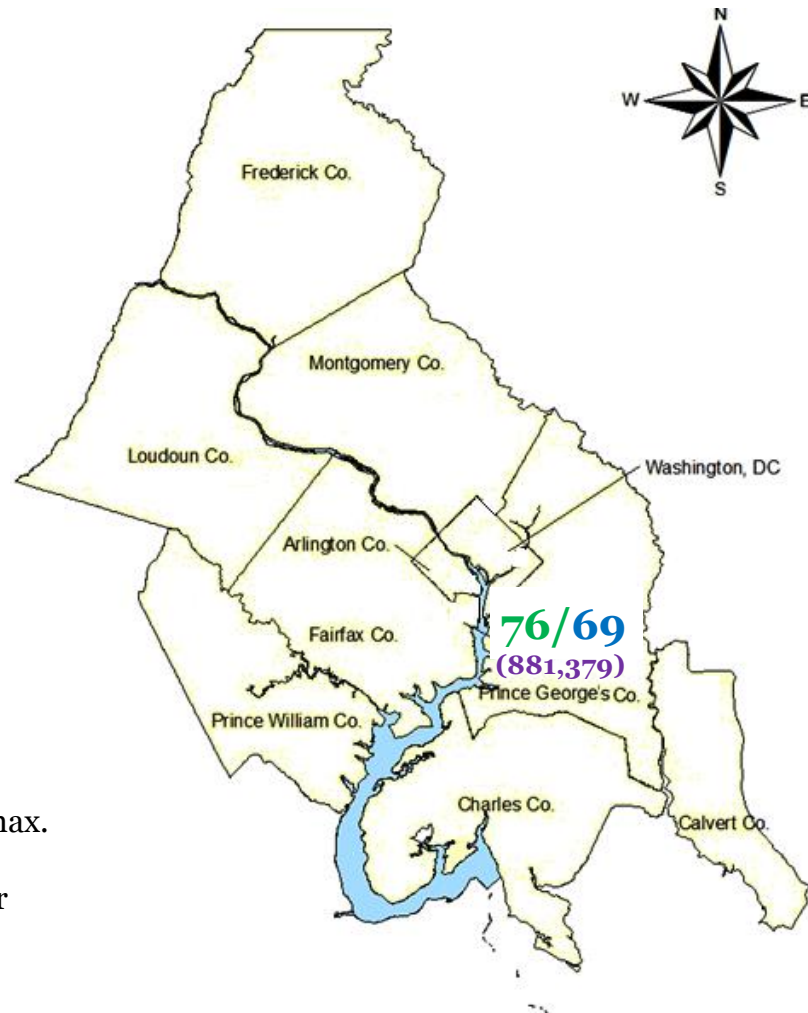 N
W E
S
Frederick Co.
Montgomery Co.
Loudoun Co.
Washington, DC
Arlington Co.
76/69
Fairfax Co.
(881,379)
Prince George's Co.
Prince William Co.
Charles Co.
Calvert Co.